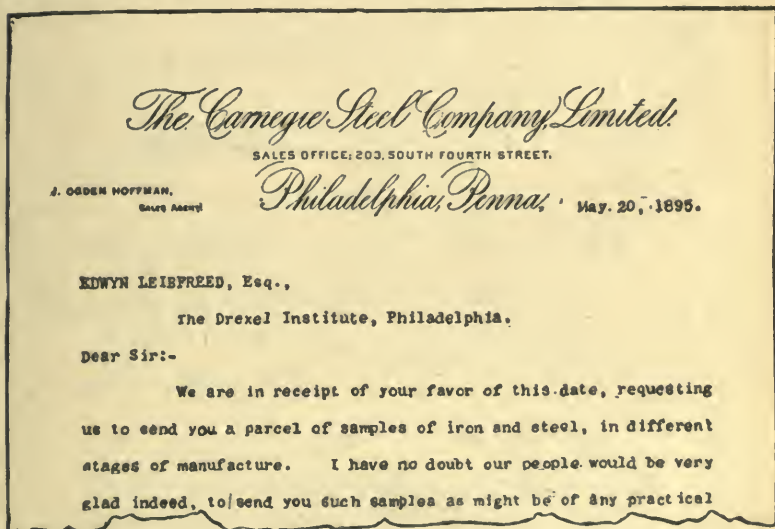 The Carnegie Steel Company, Limited.
SALES OFFICE; 203, SOUTH FOURTH STREET.
J. OGDEN HOFFMAN,
SALES AGENT
Philadelphia, Penna, May. 20, 1895.
EDWYN LEIBFREED, Esq.,
The Drexel Institute, Philadelphia.
Dear Sir:-
We are in receipt of your favor of this date, requesting
us to send you a parcel of samples of iron and steel, in different
stages of manufacture. I have no doubt our people would be very
glad indeed, to send you such samples as might be of any practical